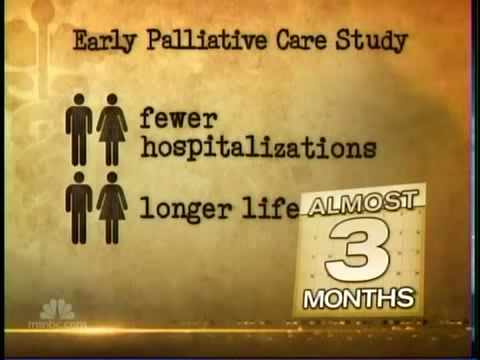 Early Palliative Care Study
fewer
hospitalizations
longer life
ALMOST
3
MONTHS
msnbc.com